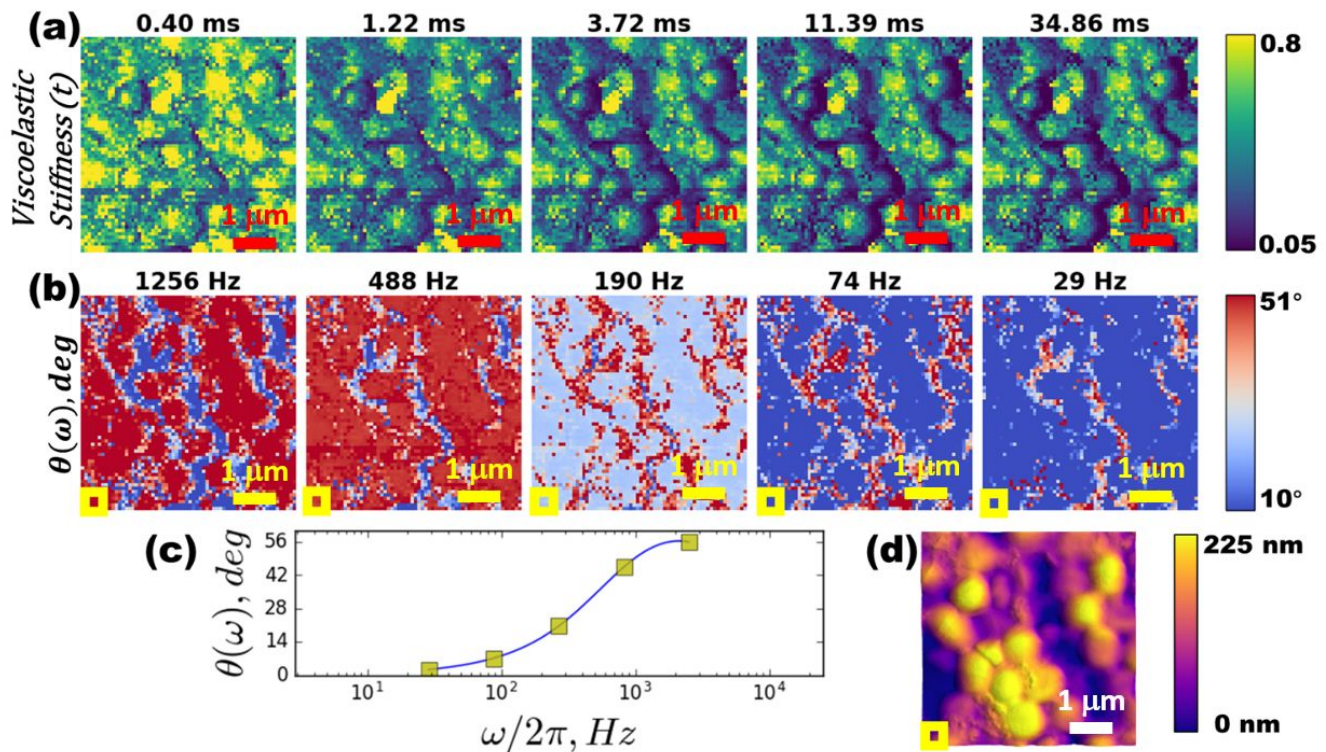 (a)
0.40 ms 1.22 ms 3.72 ms 11.39 ms 34.86 ms
Viscoelastic
Stiffness (t)
1 μm 1 μm 1 μm 1 μm 1 μm
0.8
0.05
(b)
1256 Hz 488 Hz 190 Hz 74 Hz 29 Hz
θ(ω), deg
1 μm 1 μm 1 μm 1 μm 1 μm
51°
10°
(c)
θ(ω), deg
56
42
28
14
0
10¹ 10² 10³ 10⁴
ω/2π, Hz
(d)
1 μm
225 nm
0 nm